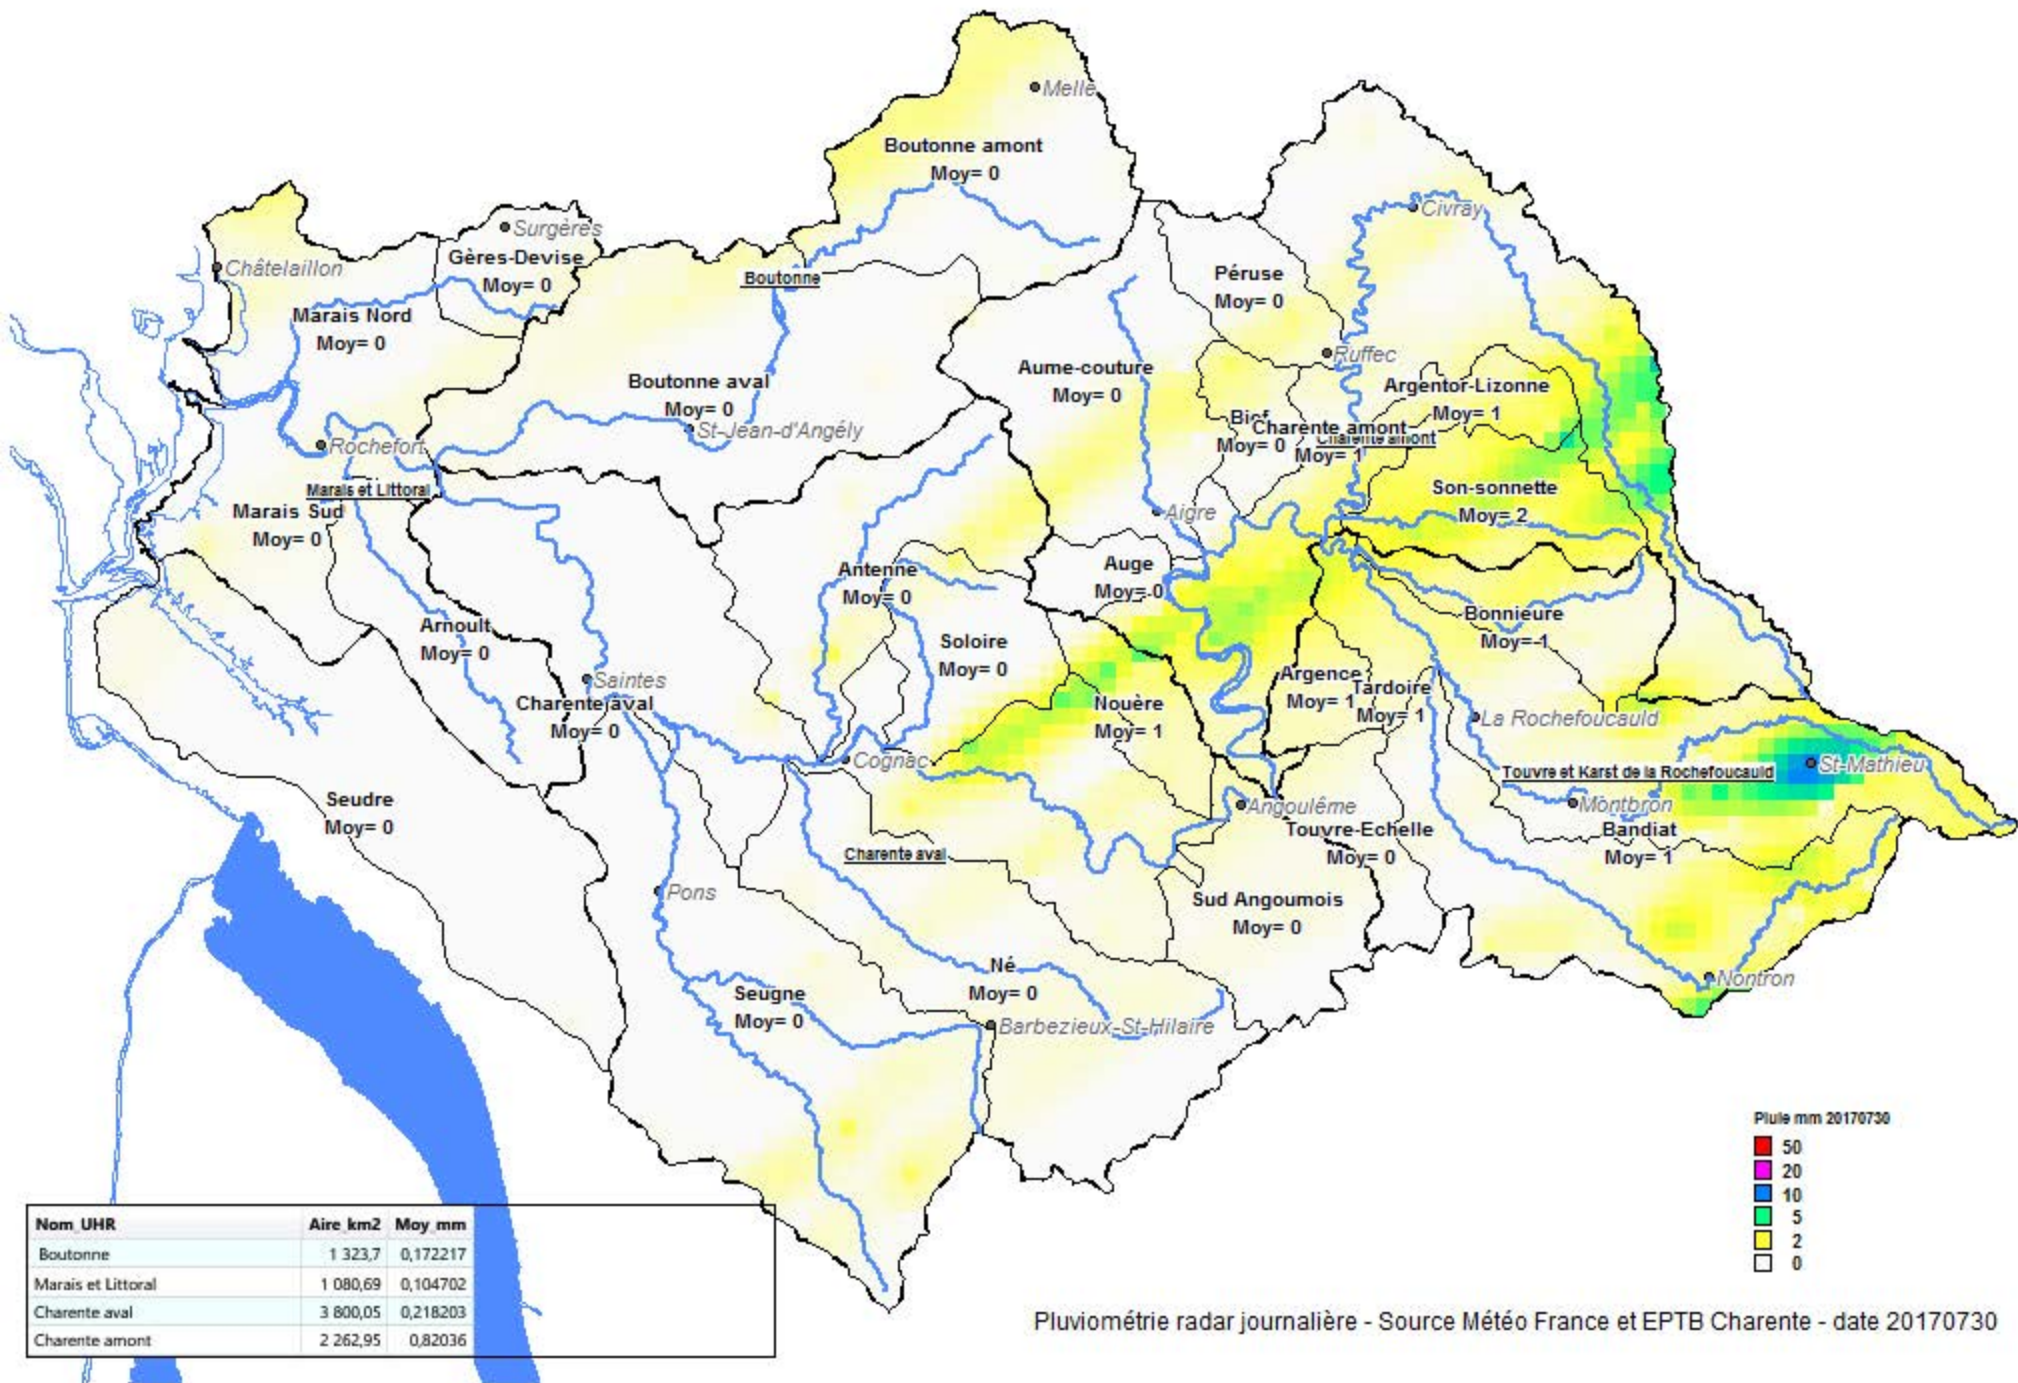 Melle
Boutonne amont
Moy= 0
Civray
Surgères
Gères-Devise
Moy= 0
Châtelaillon
Boutonne
Péruse
Moy= 0
Marais Nord
Moy= 0
Ruffec
Aume-couture
Moy= 0
Boutonne aval
Moy= 0
Argentor-Lizonne
Moy= 1
St-Jean-d'Angély
Bief
Moy= 0
Charente amont
Charente amont
Moy= 1
Rochefort
Marais et Littoral
Marais Sud
Moy= 0
Son-sonnette
Moy= 2
Aigre
Antenne
Moy= 0
Auge
Moy= 0
Arnoult
Moy= 0
Soloire
Moy= 0
Bonnieure
Moy= 1
Saintes
Charente aval
Moy= 0
Nouère
Moy= 1
Argence
Moy= 1
Tardoire
Moy= 1
La Rochefoucauld
Cognac
Touvre et Karst de la Rochefoucauld
St-Mathieu
Seudre
Moy= 0
Angoulême
Montbron
Touvre-Echelle
Moy= 0
Bandiat
Moy= 1
Charente aval
Pons
Sud Angoumois
Moy= 0
Né
Moy= 0
Nontron
Seugne
Moy= 0
Barbezieux-St-Hilaire
Pluie mm 20170730
50
20
10
5
2
0
Nom_UHR Aire_km2 Moy_mm
Boutonne 1 323,7 0,172217
Marais et Littoral 1 080,69 0,104702
Charente aval 3 800,05 0,218203
Charente amont 2 262,95 0,82036
Pluviométrie radar journalière - Source Météo France et EPTB Charente - date 20170730